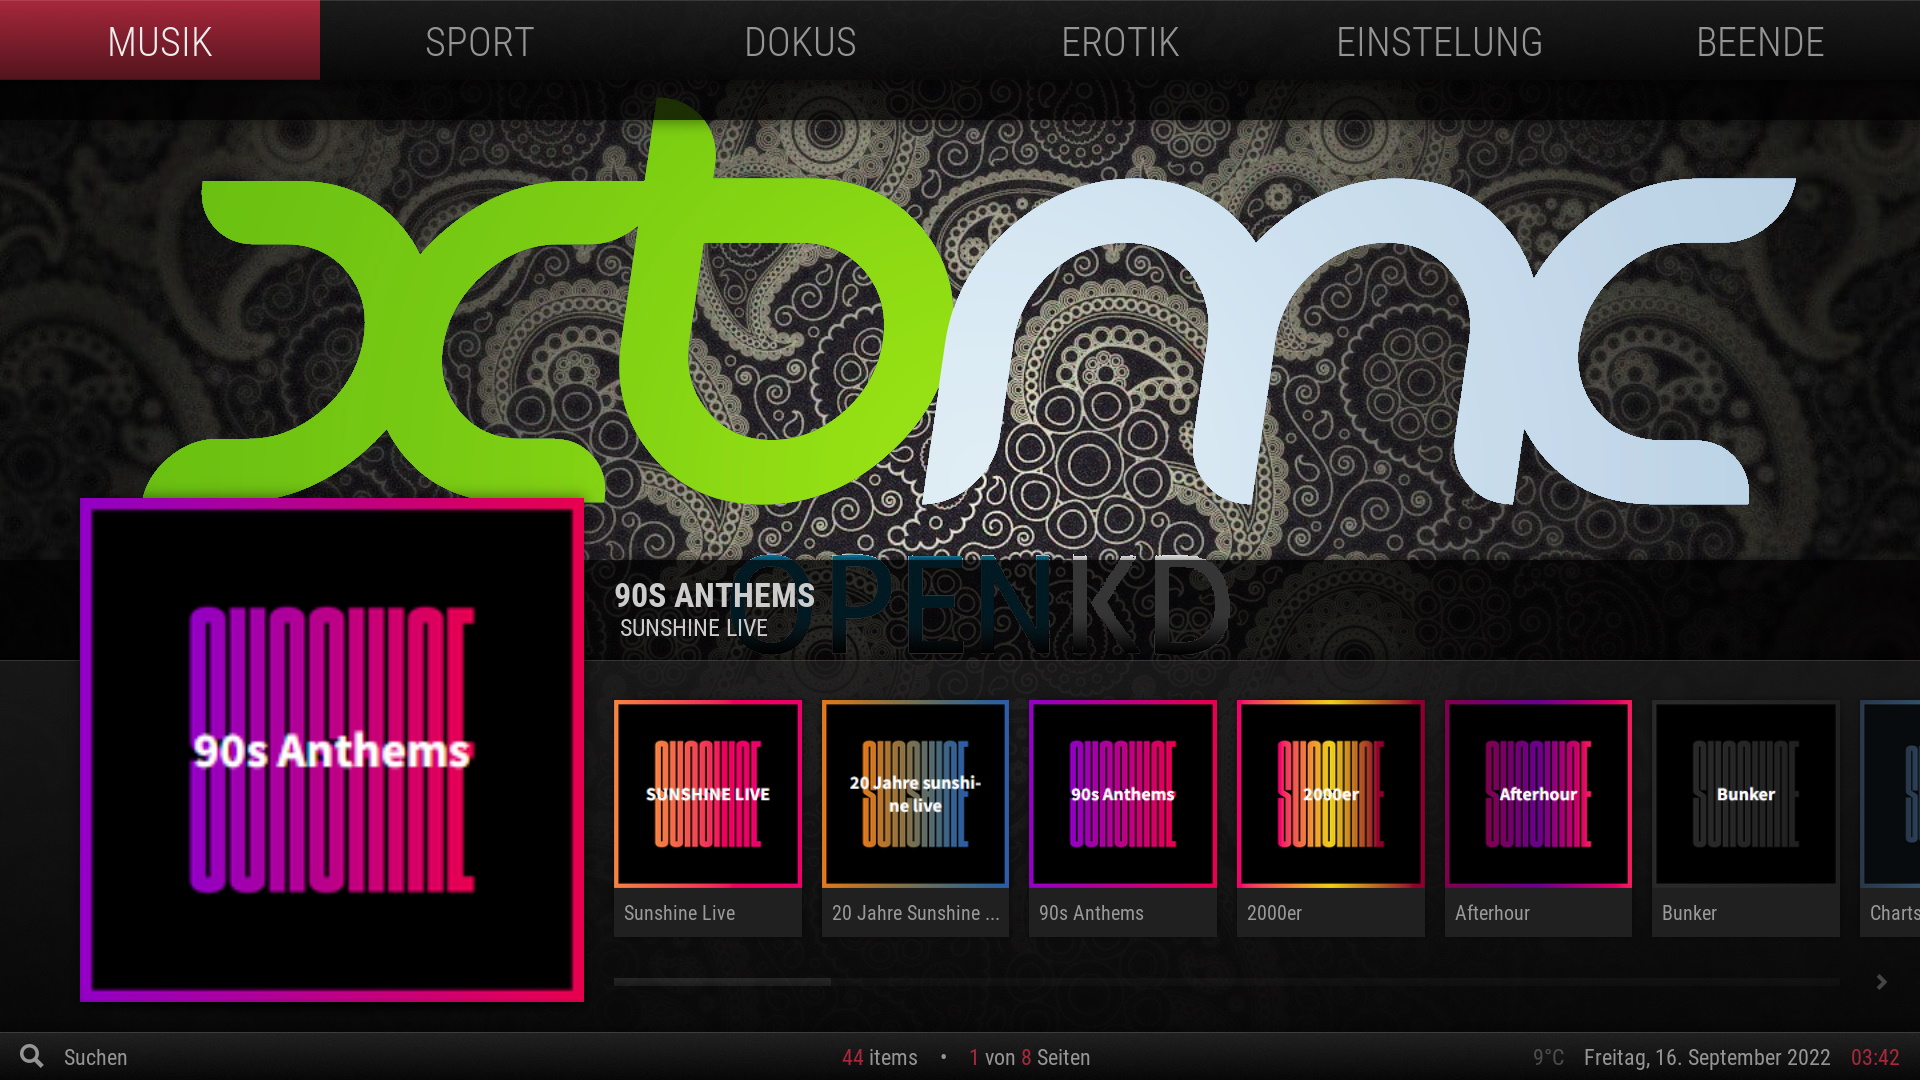 MUSIK SPORT DOKUS EROTIK EINSTELUNG BEENDE
xbmc
OPENKD
90S ANTHEMS
SUNSHINE LIVE
SUNSHINE
90s Anthems
SUNSHINE LIVE
20 Jahre sunshi-
ne live
90s Anthems
2000er
Afterhour
Bunker
Sunshine Live
20 Jahre Sunshine ...
90s Anthems
2000er
Afterhour
Bunker
Charts
Suchen
44 items • 1 von 8 Seiten
9°C Freitag, 16. September 2022 03:42